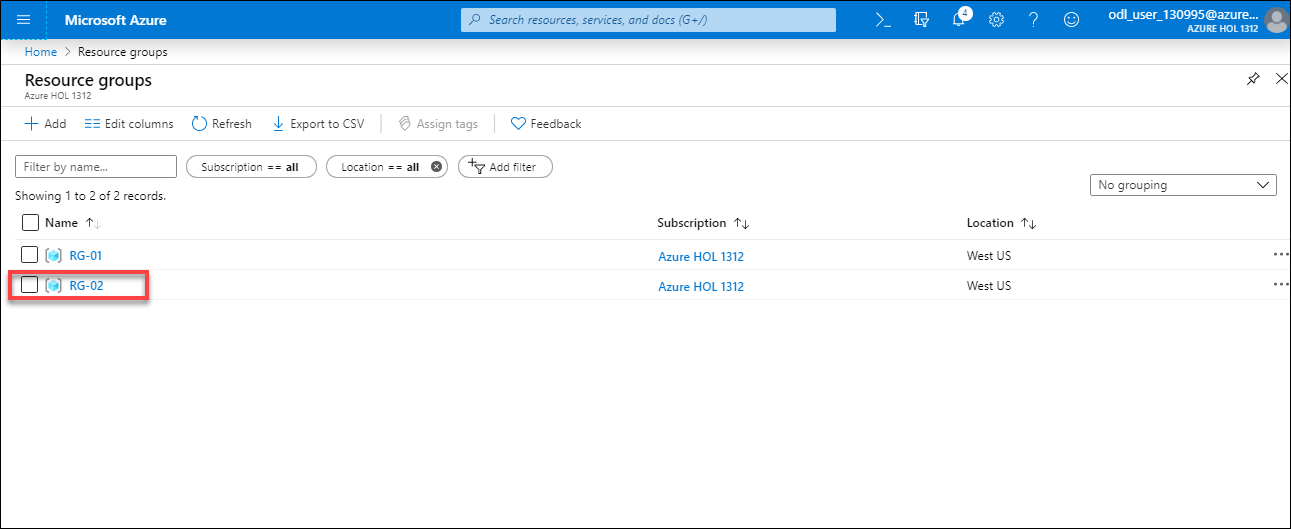 Microsoft Azure
Search resources, services, and docs (G+/)
4
odl_user_130995@azure...
AZURE HOL 1312
Home > Resource groups
Resource groups
Azure HOL 1312
Add Edit columns Refresh Export to CSV Assign tags Feedback
Filter by name... Subscription == all Location == all Add filter
No grouping
Showing 1 to 2 of 2 records.
Name Subscription Location
RG-01 Azure HOL 1312 West US ...
RG-02 Azure HOL 1312 West US ...